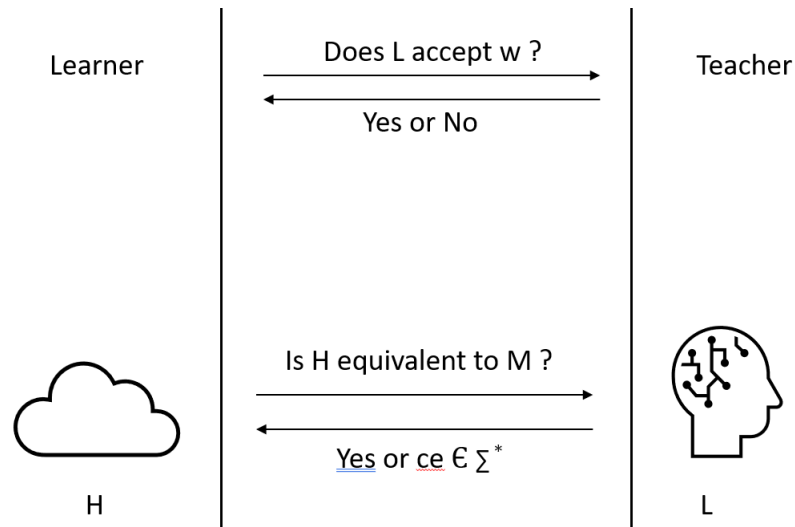 Learner
Does L accept w ?
Teacher
Yes or No
Is H equivalent to M ?
Yes or ce Є ∑*
H
L